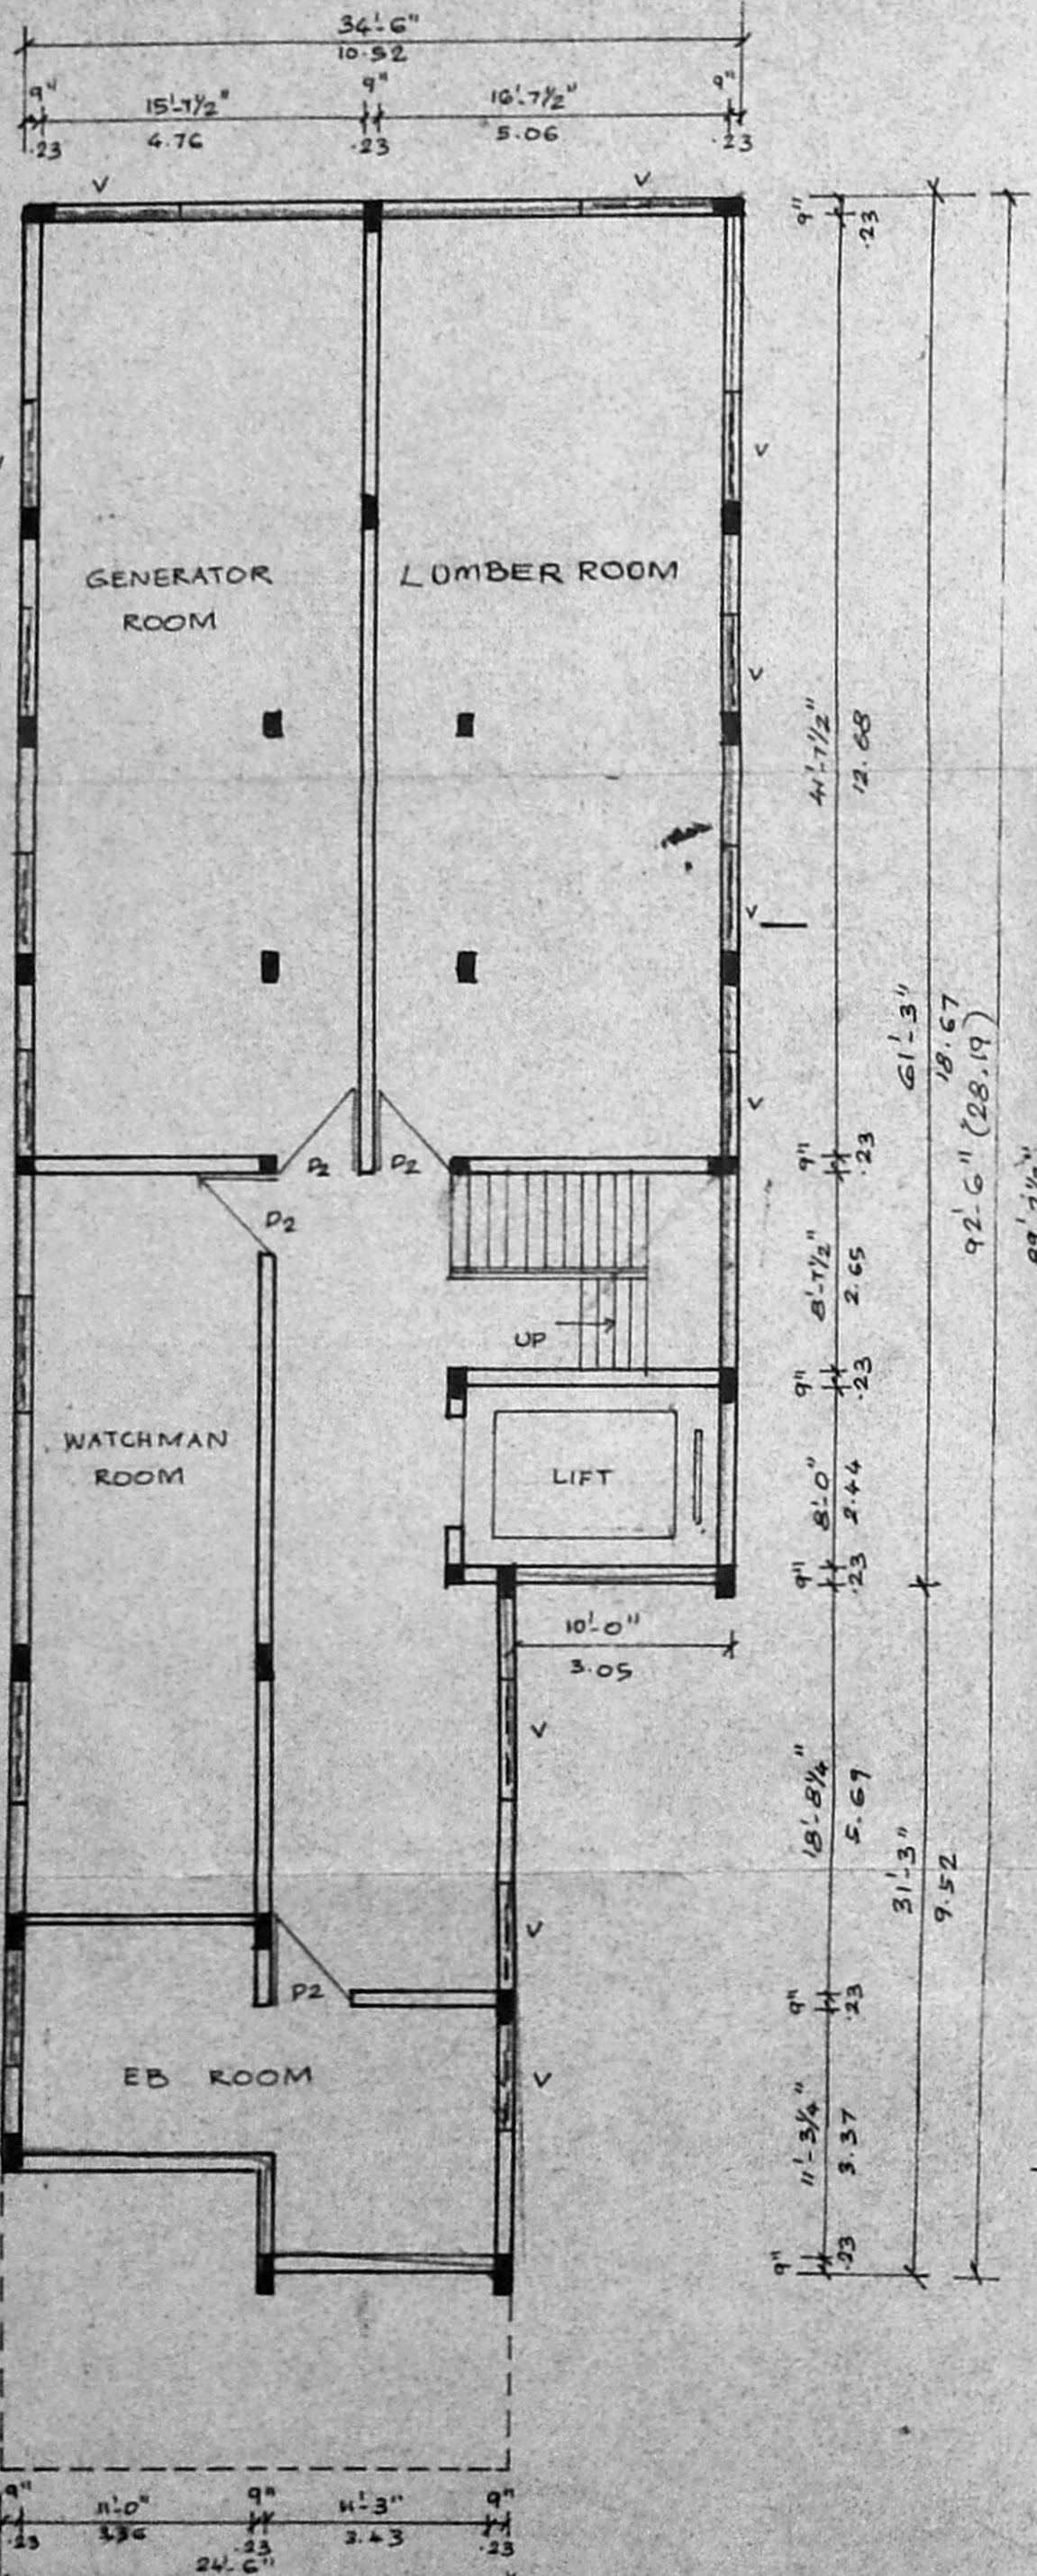 34'-6"
10.52
9" 15'-7½" 9" 16'-7½" 9"
.23 4.76 .23 5.06 .23
V V
9"
.23
V
GENERATOR
ROOM
LUMBER ROOM
V
41'-7½"
12.68
V
61'-3"
18.67
92'-6" (28.19)
V
D2 D2
9"
.23
D2
8'-7½"
2.65
UP
9"
.23
WATCHMAN
ROOM
LIFT
8'-0"
2.44
9"
.23
10'-0"
3.05
V
18'-8¼"
5.69
31'-3"
9.52
V
D2
9"
.23
EB ROOM
V
11'-3/4"
3.37
9"
.23
9" 11'-0" 9" 11'-3" 9"
.23 3.36 .23 3.43 .23
24'-6"